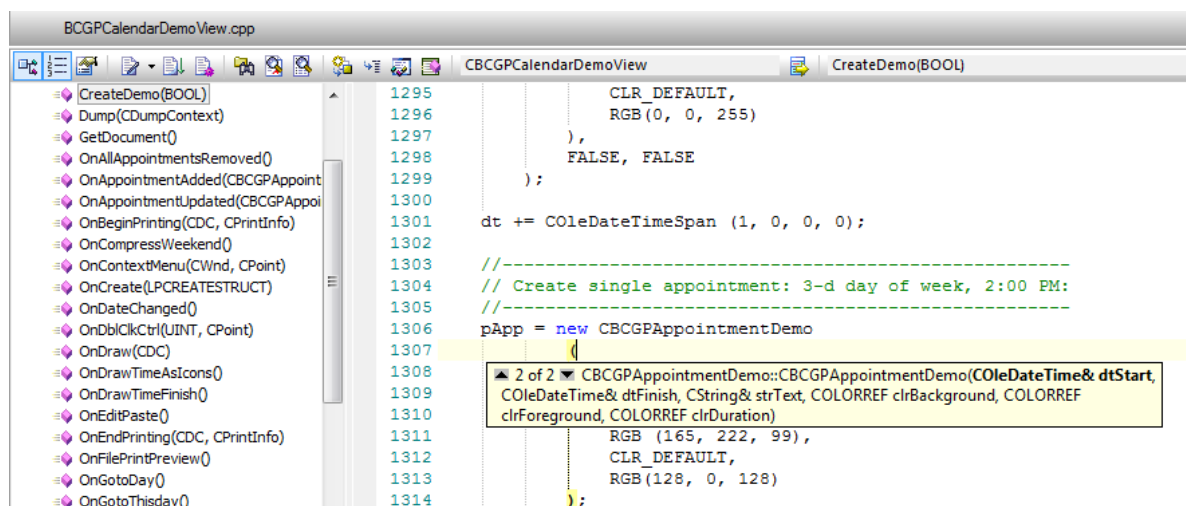 BCGPCalendarDemoView.cpp
CBCGPCalendarDemoView CreateDemo(BOOL)
CreateDemo(BOOL)
Dump(CDumpContext)
GetDocument()
OnAllAppointmentsRemoved()
OnAppointmentAdded(CBCGPAppoint
OnAppointmentUpdated(CBCGPAppoi
OnBeginPrinting(CDC, CPrintInfo)
OnCompressWeekend()
OnContextMenu(CWnd, CPoint)
OnCreate(LPCREATESTRUCT)
OnDateChanged()
OnDblClkCtrl(UINT, CPoint)
OnDraw(CDC)
OnDrawTimeAsIcons()
OnDrawTimeFinish()
OnEditPaste()
OnEndPrinting(CDC, CPrintInfo)
OnFilePrintPreview()
OnGotoDay()
OnGotoThisday()
1295 CLR_DEFAULT,
1296 RGB(0, 0, 255)
1297 ),
1298 FALSE, FALSE
1299 );
1300
1301 dt += COleDateTimeSpan (1, 0, 0, 0);
1302
1303 //------------------------------------------------------
1304 // Create single appointment: 3-d day of week, 2:00 PM:
1305 //------------------------------------------------------
1306 pApp = new CBCGPAppointmentDemo
1307 (
1308
1309
1310
2 of 2 CBCGPAppointmentDemo::CBCGPAppointmentDemo(COleDateTime& dtStart,
COleDateTime& dtFinish, CString& strText, COLORREF clrBackground, COLORREF
clrForeground, COLORREF clrDuration)
1311 RGB (165, 222, 99),
1312 CLR_DEFAULT,
1313 RGB(128, 0, 128)
1314 );